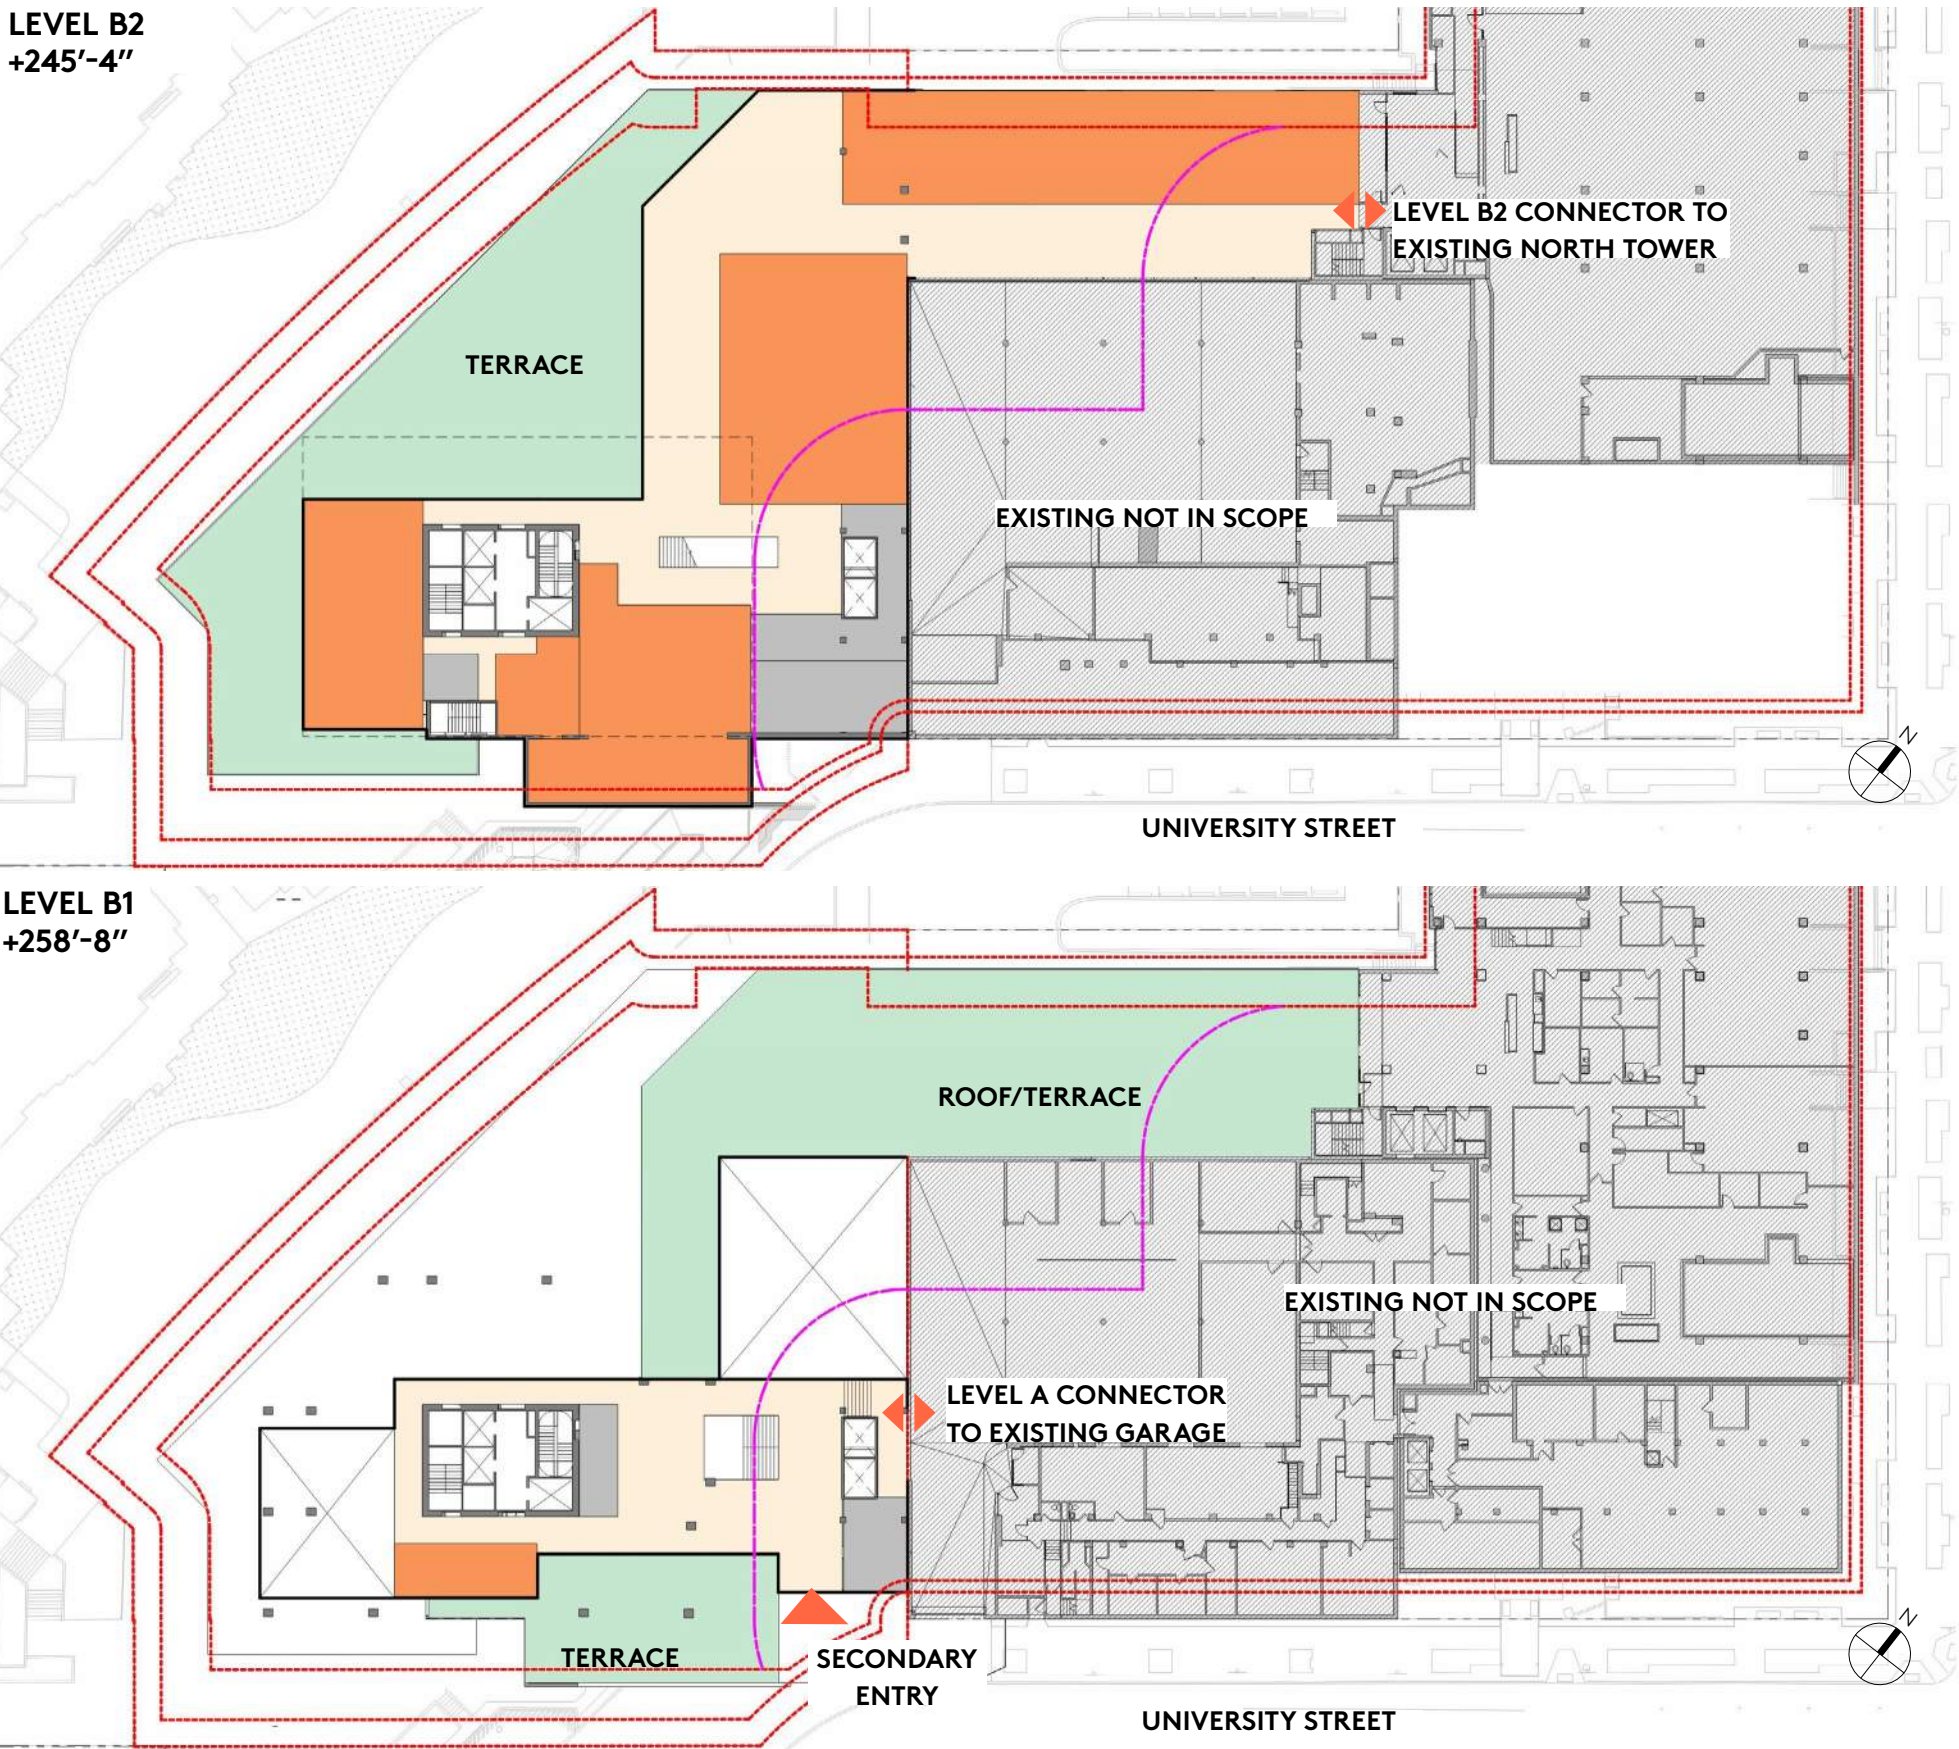 LEVEL B2
+245'-4"
LEVEL B2 CONNECTOR TO
EXISTING NORTH TOWER
TERRACE
EXISTING NOT IN SCOPE
N
UNIVERSITY STREET
LEVEL B1
+258'-8"
ROOF/TERRACE
EXISTING NOT IN SCOPE
LEVEL A CONNECTOR
TO EXISTING GARAGE
N
TERRACE
SECONDARY
ENTRY
UNIVERSITY STREET